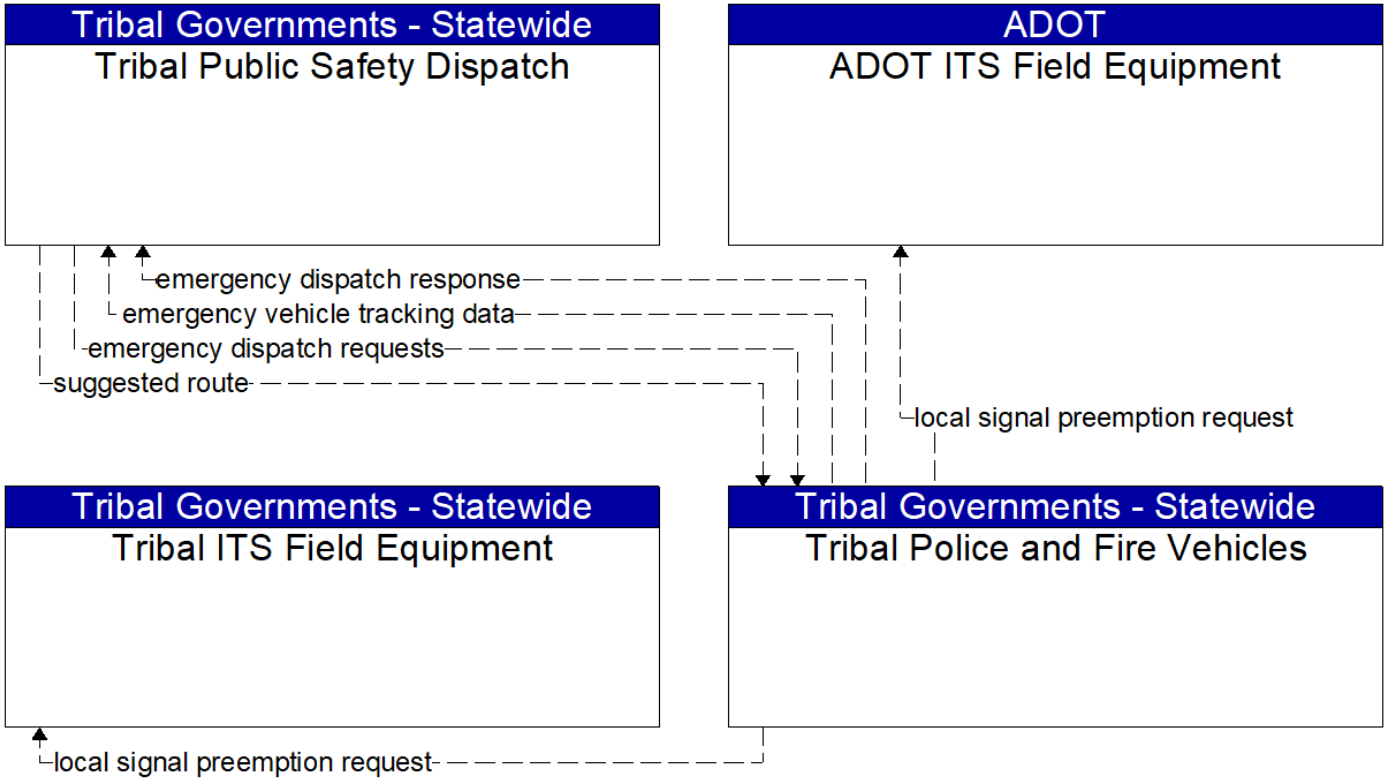 Tribal Governments - Statewide
Tribal Public Safety Dispatch
ADOT
ADOT ITS Field Equipment
emergency dispatch response
emergency vehicle tracking data
emergency dispatch requests
suggested route
local signal preemption request
Tribal Governments - Statewide
Tribal ITS Field Equipment
Tribal Governments - Statewide
Tribal Police and Fire Vehicles
local signal preemption request